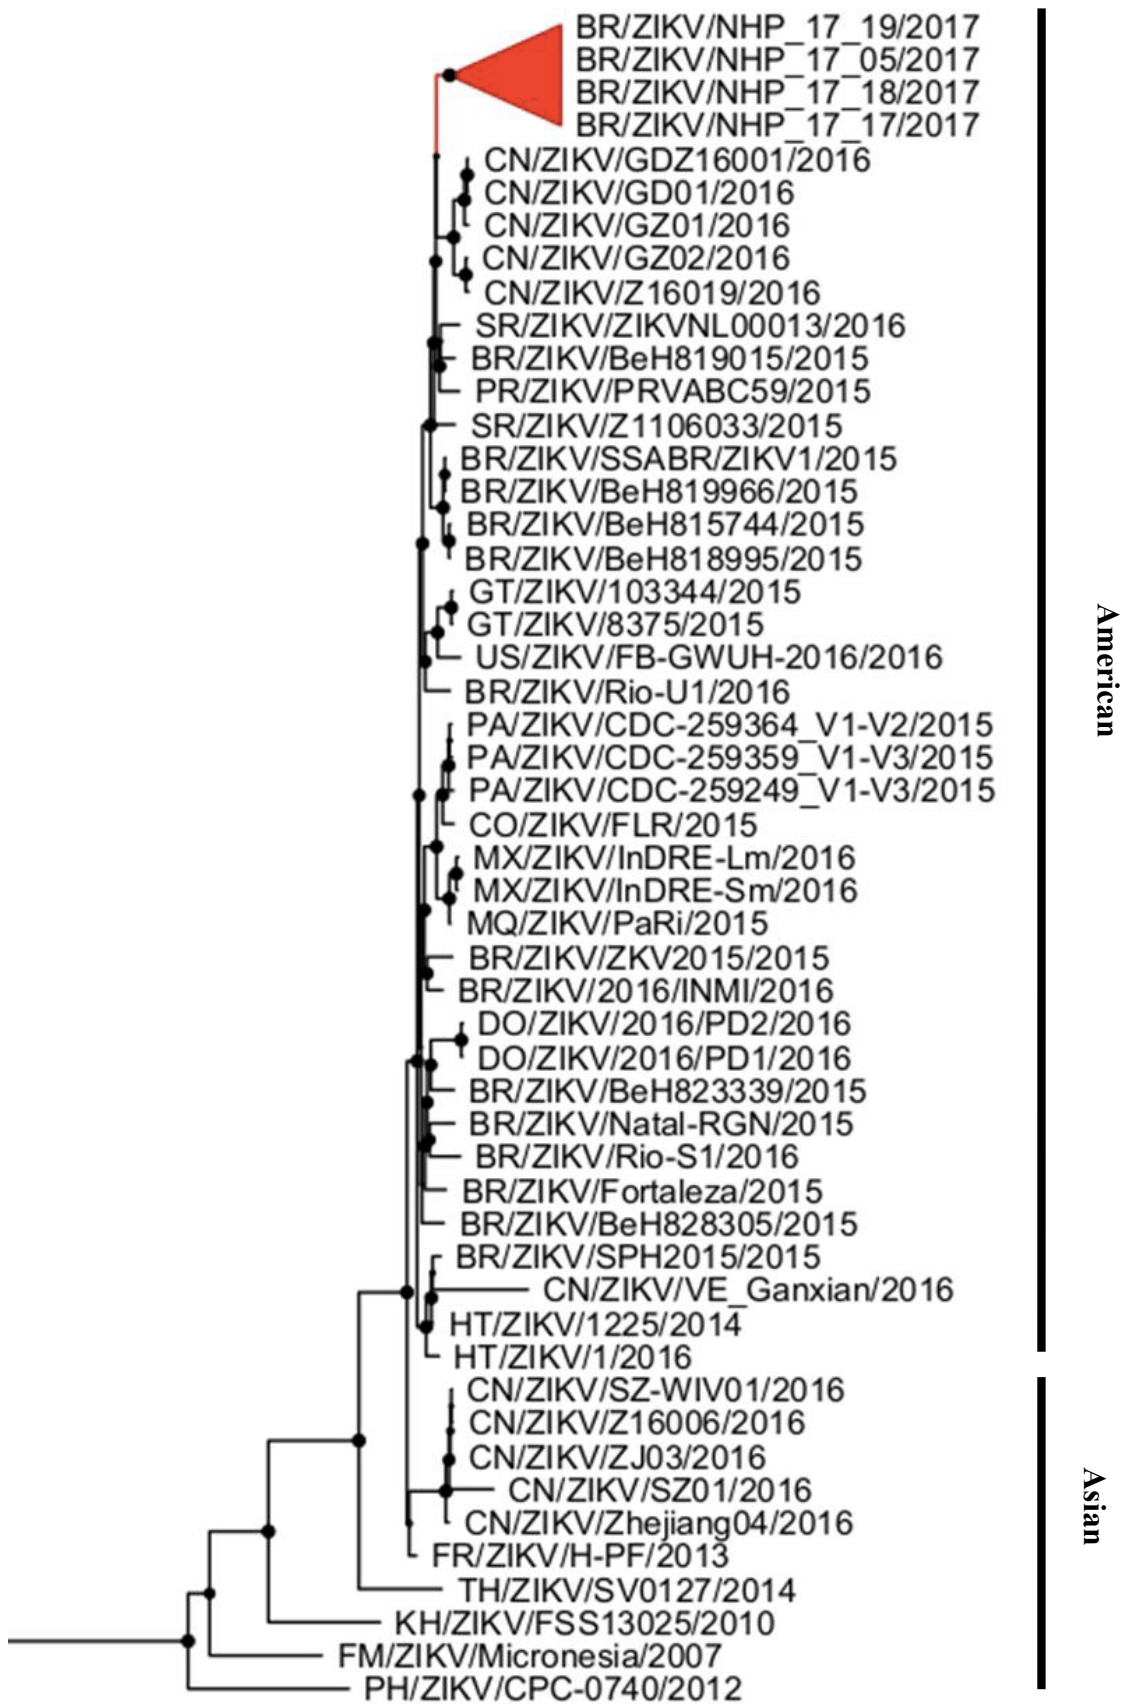 BR/ZIKV/NHP_17_19/2017
BR/ZIKV/NHP_17_05/2017
BR/ZIKV/NHP_17_18/2017
BR/ZIKV/NHP_17_17/2017
CN/ZIKV/GDZ16001/2016
CN/ZIKV/GD01/2016
CN/ZIKV/GZ01/2016
CN/ZIKV/GZ02/2016
CN/ZIKV/Z16019/2016
SR/ZIKV/ZIKVNL00013/2016
BR/ZIKV/BeH819015/2015
PR/ZIKV/PRVABC59/2015
SR/ZIKV/Z1106033/2015
BR/ZIKV/SSABR/ZIKV1/2015
BR/ZIKV/BeH819966/2015
BR/ZIKV/BeH815744/2015
BR/ZIKV/BeH818995/2015
GT/ZIKV/103344/2015
GT/ZIKV/8375/2015
US/ZIKV/FB-GWUH-2016/2016
BR/ZIKV/Rio-U1/2016
PA/ZIKV/CDC-259364_V1-V2/2015
PA/ZIKV/CDC-259359_V1-V3/2015
PA/ZIKV/CDC-259249_V1-V3/2015
CO/ZIKV/FLR/2015
MX/ZIKV/InDRE-Lm/2016
MX/ZIKV/InDRE-Sm/2016
MQ/ZIKV/PaRi/2015
BR/ZIKV/ZKV2015/2015
BR/ZIKV/2016/INMI/2016
DO/ZIKV/2016/PD2/2016
DO/ZIKV/2016/PD1/2016
BR/ZIKV/BeH823339/2015
BR/ZIKV/Natal-RGN/2015
BR/ZIKV/Rio-S1/2016
BR/ZIKV/Fortaleza/2015
BR/ZIKV/BeH828305/2015
BR/ZIKV/SPH2015/2015
CN/ZIKV/VE_Ganxian/2016
HT/ZIKV/1225/2014
HT/ZIKV/1/2016
American
CN/ZIKV/SZ-WIV01/2016
CN/ZIKV/Z16006/2016
CN/ZIKV/ZJ03/2016
CN/ZIKV/SZ01/2016
CN/ZIKV/Zhejiang04/2016
FR/ZIKV/H-PF/2013
TH/ZIKV/SV0127/2014
KH/ZIKV/FSS13025/2010
FM/ZIKV/Micronesia/2007
PH/ZIKV/CPC-0740/2012
Asian